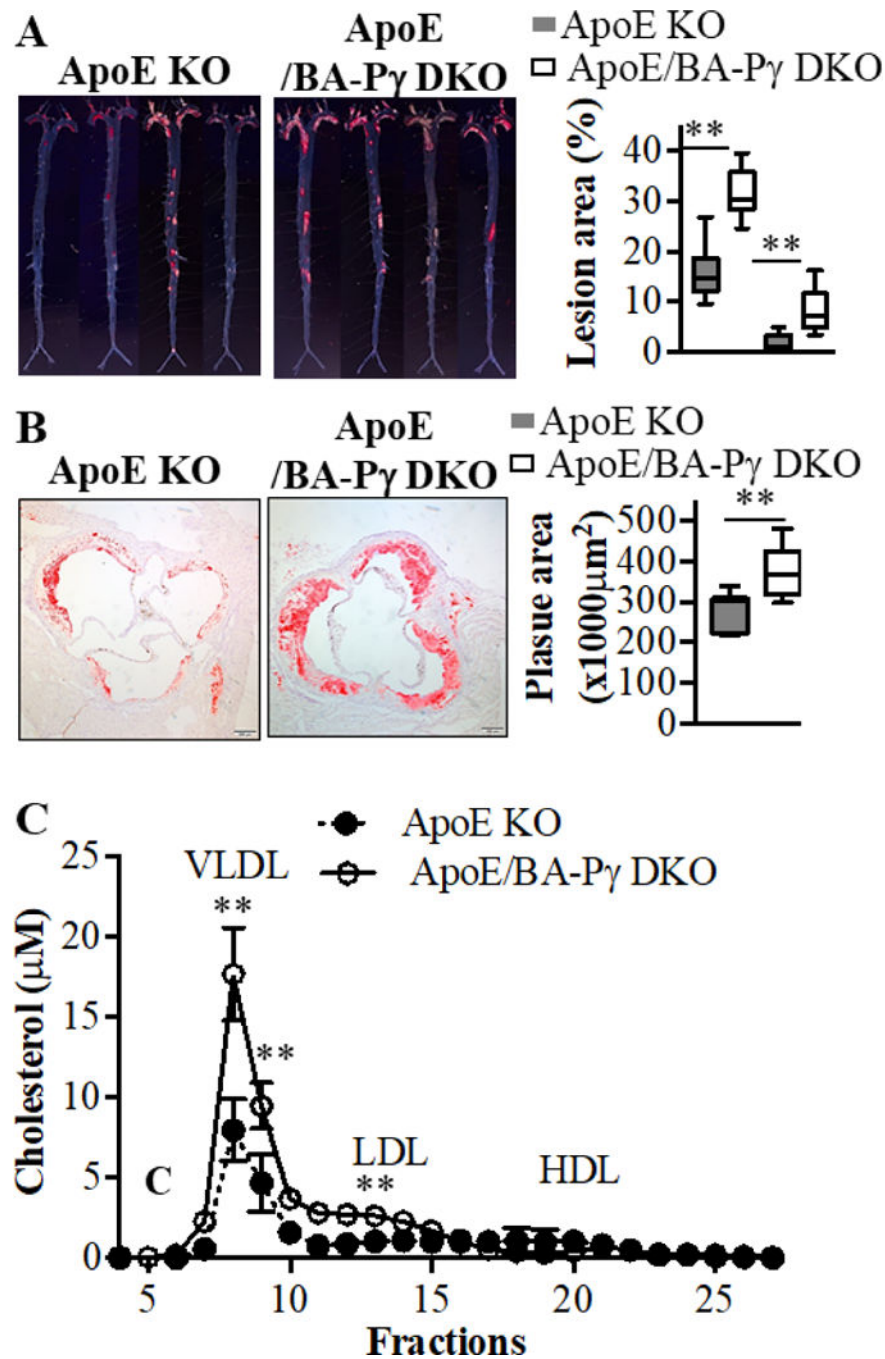 A
ApoE KO
ApoE
/BA-Pγ DKO
ApoE KO
ApoE/BA-Pγ DKO
Lesion area (%)
40
30
20
10
0
**
**
B
ApoE KO
ApoE
/BA-Pγ DKO
ApoE KO
ApoE/BA-Pγ DKO
Plasue area
(x1000μm²)
500
400
300
200
100
0
**
C
ApoE KO
ApoE/BA-Pγ DKO
Cholesterol (μM)
25
20
15
10
5
0
VLDL
**
**
C
LDL
**
HDL
5
10
15
20
25
Fractions